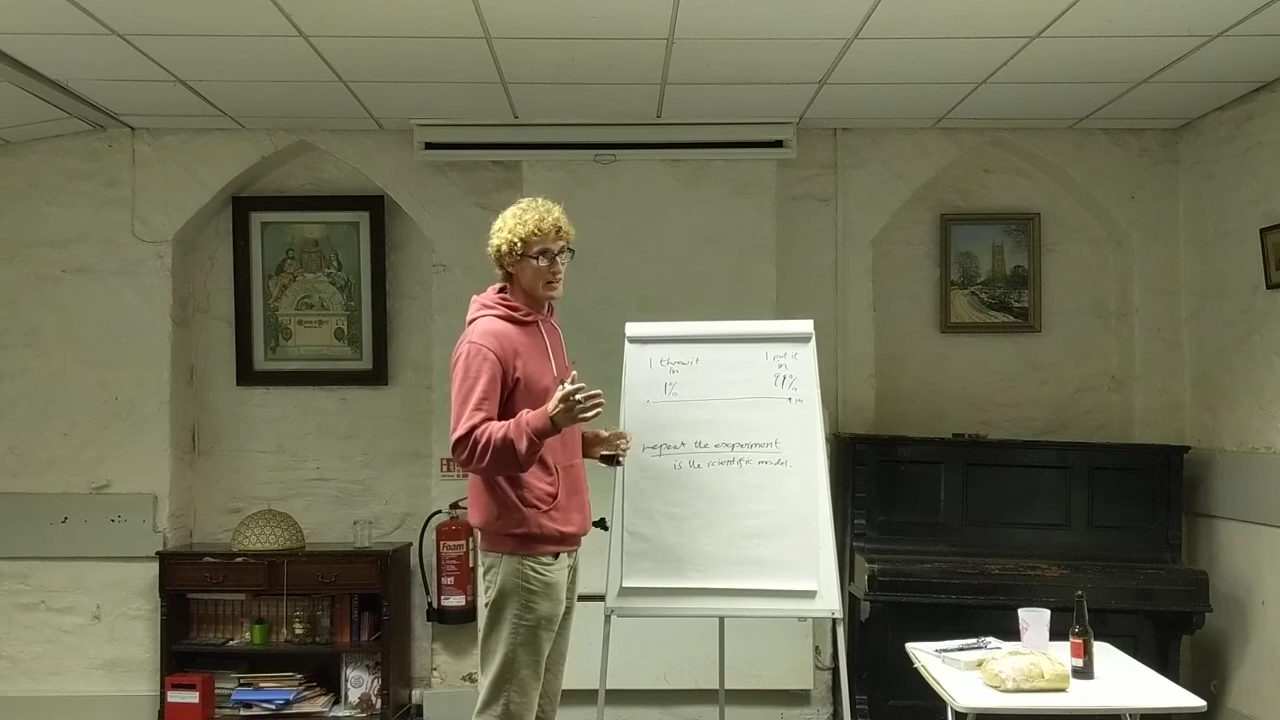 I threw it
in
1%
I put it
in
99%
repeat the experiment
is the scientific model.
Foam